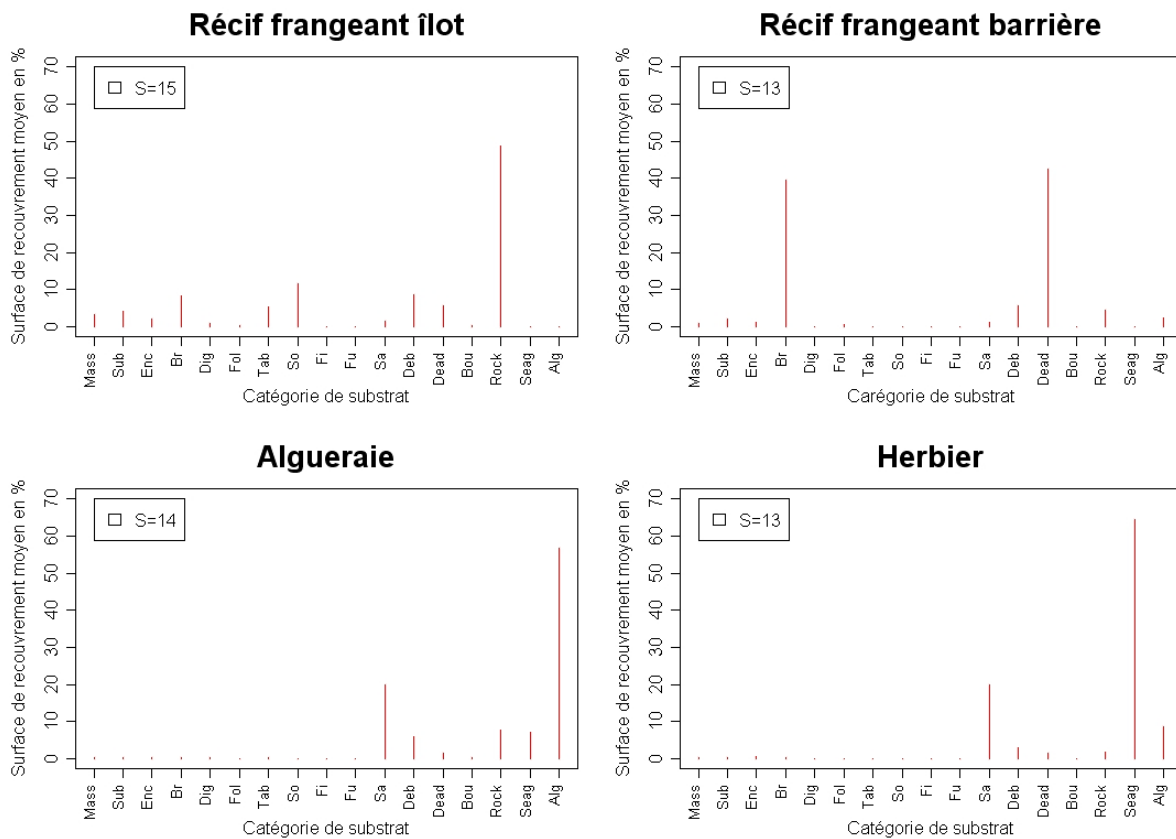 Récif frangeant îlot
Surface de recouvrement moyen en %
70
60
50
40
30
20
10
0
S=15
Mass Sub Enc Br Dig Fol Tab So Fi Fu Sa Deb Dead Bou Rock Seag Alg
Catégorie de substrat
Récif frangeant barrière
Surface de recouvrement moyen en %
70
60
50
40
30
20
10
0
S=13
Mass Sub Enc Br Dig Fol Tab So Fi Fu Sa Deb Dead Bou Rock Seag Alg
Carégorie de substrat
Algueraie
Surface de recouvrement moyen en %
70
60
50
40
30
20
10
0
S=14
Mass Sub Enc Br Dig Fol Tab So Fi Fu Sa Deb Dead Bou Rock Seag Alg
Catégorie de substrat
Herbier
Surface de recouvrement moyen en %
70
60
50
40
30
20
10
0
S=13
Mass Sub Enc Br Dig Fol Tab So Fi Fu Sa Deb Dead Bou Rock Seag Alg
Catégorie de substrat